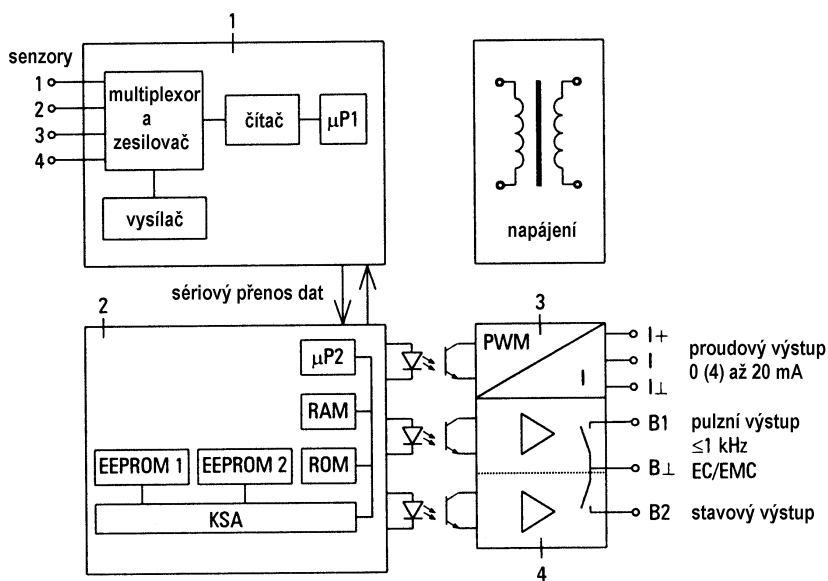 1
senzory
1
2
3
4
multiplexor
a
zesilovač
čítač
μP1
vysílač
napájení
sériový přenos dat
2
μP2
RAM
EEPROM 1
EEPROM 2
ROM
KSA
3
PWM
I
I+
I
I⊥
proudový výstup
0 (4) až 20 mA
B1
pulzní výstup
≤1 kHz
B⊥
EC/EMC
B2
stavový výstup
4